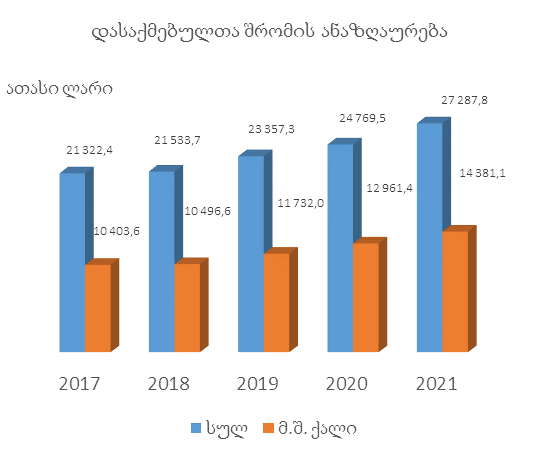 დასაქმებულთა შრომის ანაზღაურება
ათასი ლარი
21 322,4
21 533,7
23 357,3
24 769,5
27 287,8
10 403,6
10 496,6
11 732,0
12 961,4
14 381,1
2017 2018 2019 2020 2021
სულ მ.შ. ქალი